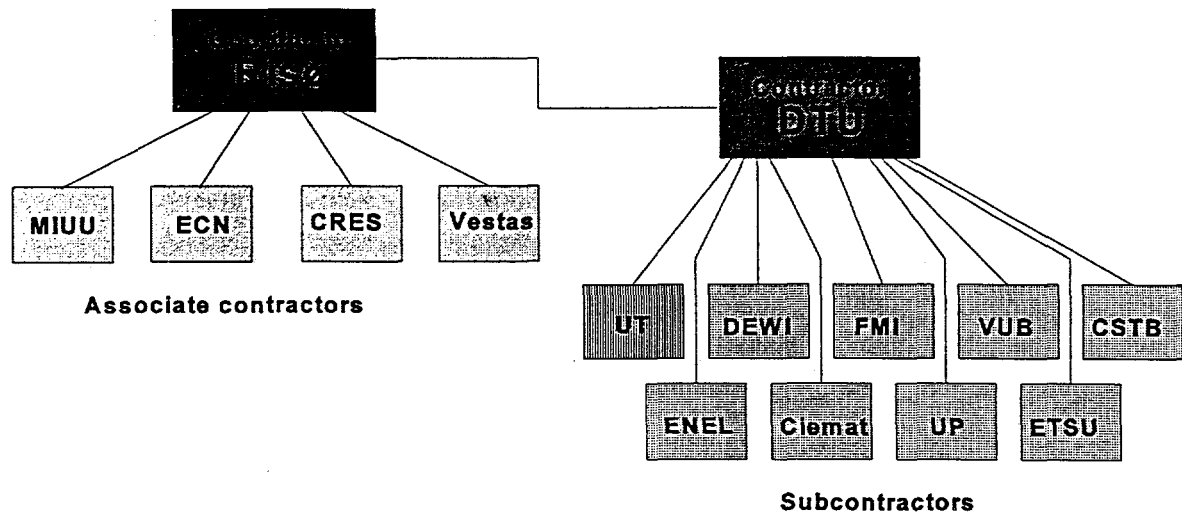 RISØ
Contractor
DTU
MIUU
ECN
CRES
Vestas
Associate contractors
UT
DEWI
FMI
VUB
CSTB
ENEL
Ciemat
UP
ETSU
Subcontractors